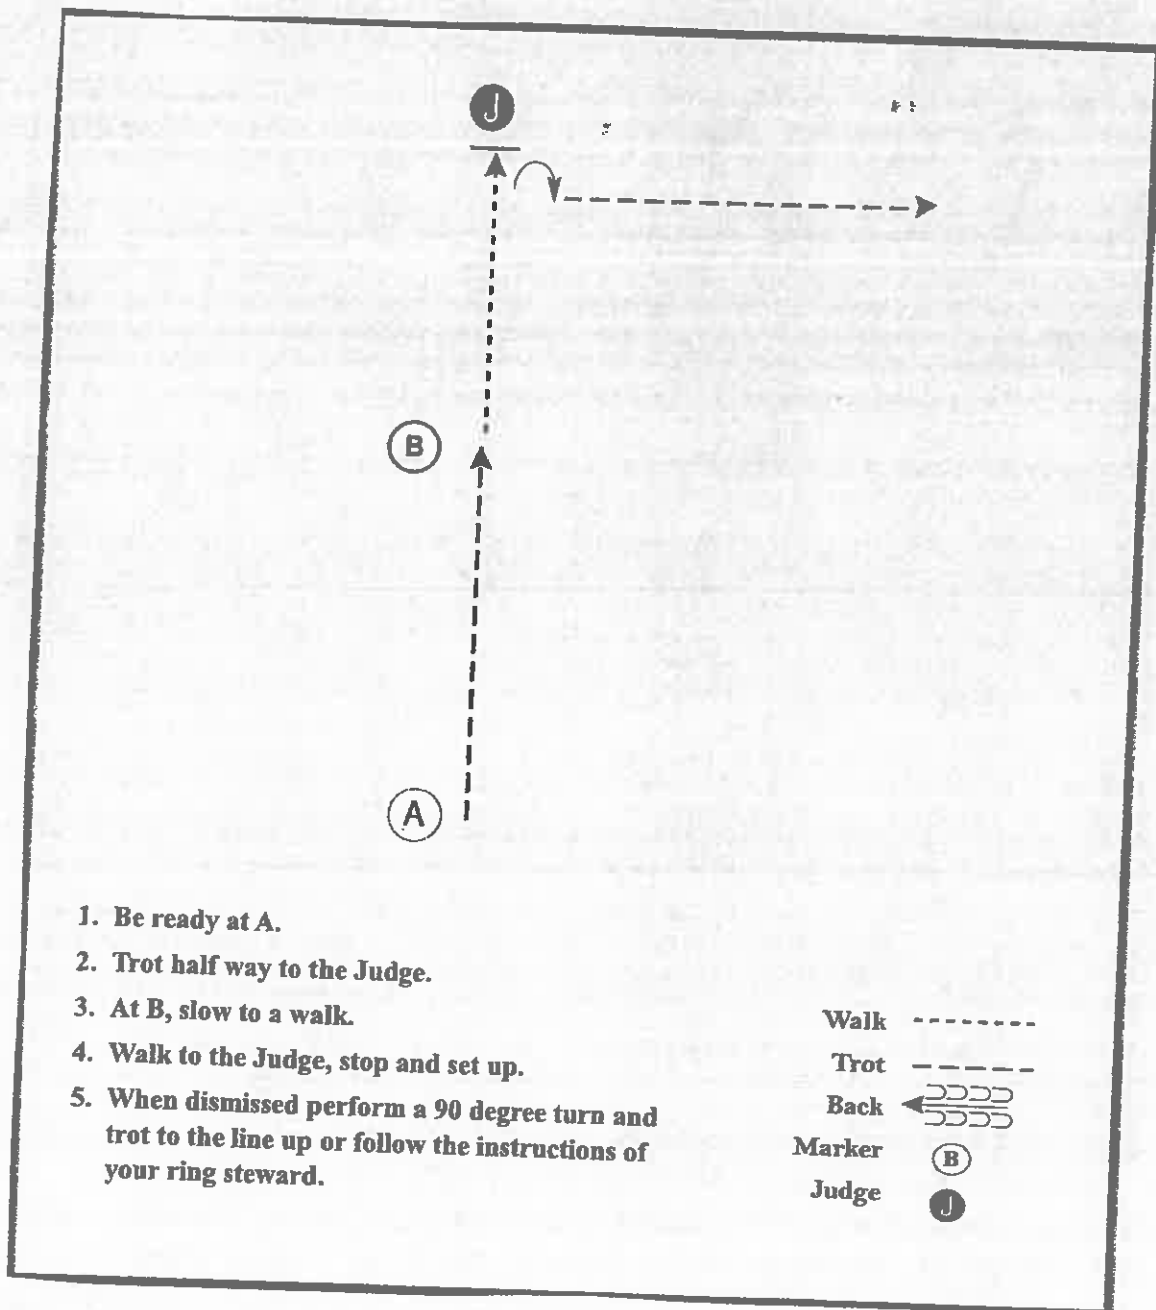 J
B
A
1. Be ready at A.
2. Trot half way to the Judge.
3. At B, slow to a walk.
4. Walk to the Judge, stop and set up.
5. When dismissed perform a 90 degree turn and
trot to the line up or follow the instructions of
your ring steward.
Walk
Trot
Back
Marker B
Judge J